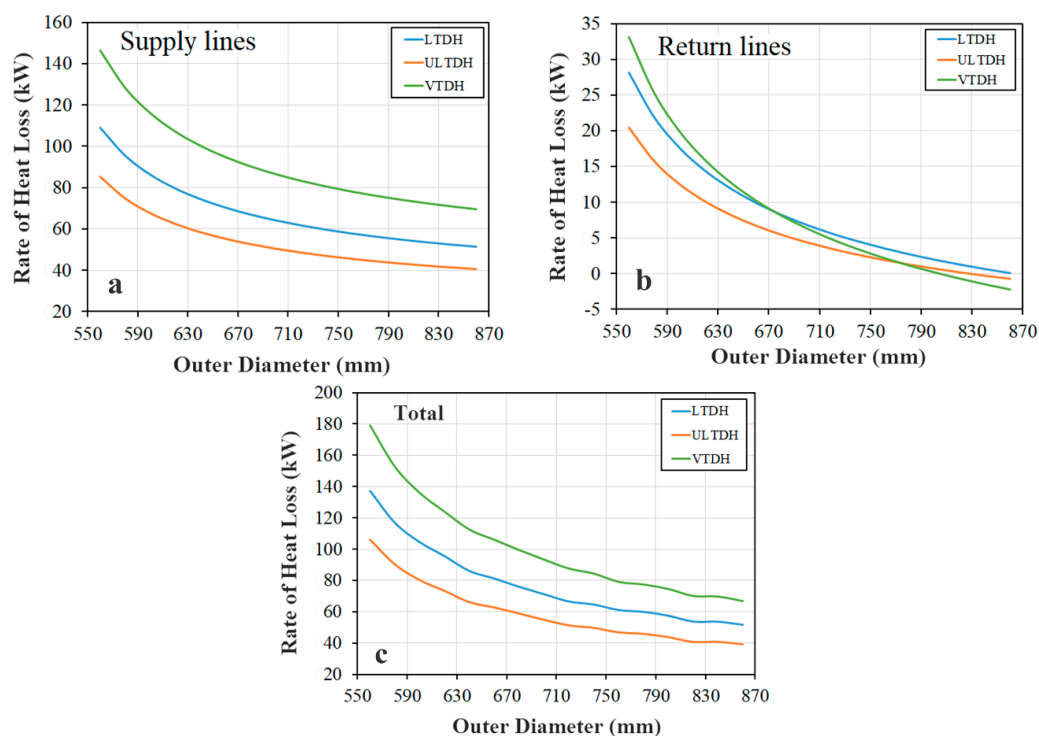 Supply lines
LTDH
ULTDH
VTDH
160
140
120
100
80
60
40
20
550 590 630 670 710 750 790 830 870
Rate of Heat Loss (kW)
Outer Diameter (mm)
a
Return lines
LTDH
ULTDH
VTDH
35
30
25
20
15
10
5
0
-5
550 590 630 670 710 750 790 830 870
Rate of Heat Loss (kW)
Outer Diameter (mm)
b
Total
LTDH
ULTDH
VTDH
200
180
160
140
120
100
80
60
40
20
550 590 630 670 710 750 790 830 870
Rate of Heat Loss (kW)
Outer Diameter (mm)
c